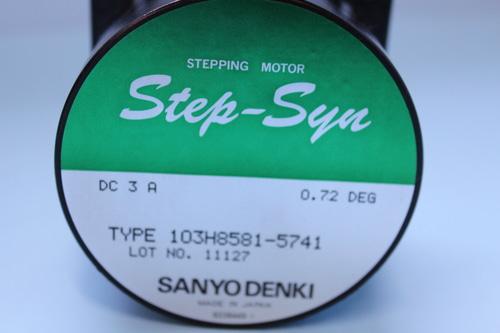 STEPPING MOTOR
Step-Syn
DC 3 A 0.72 DEG
TYPE 103H8581-5741
LOT NO. 11127
SANYO DENKI
MADE IN JAPAN